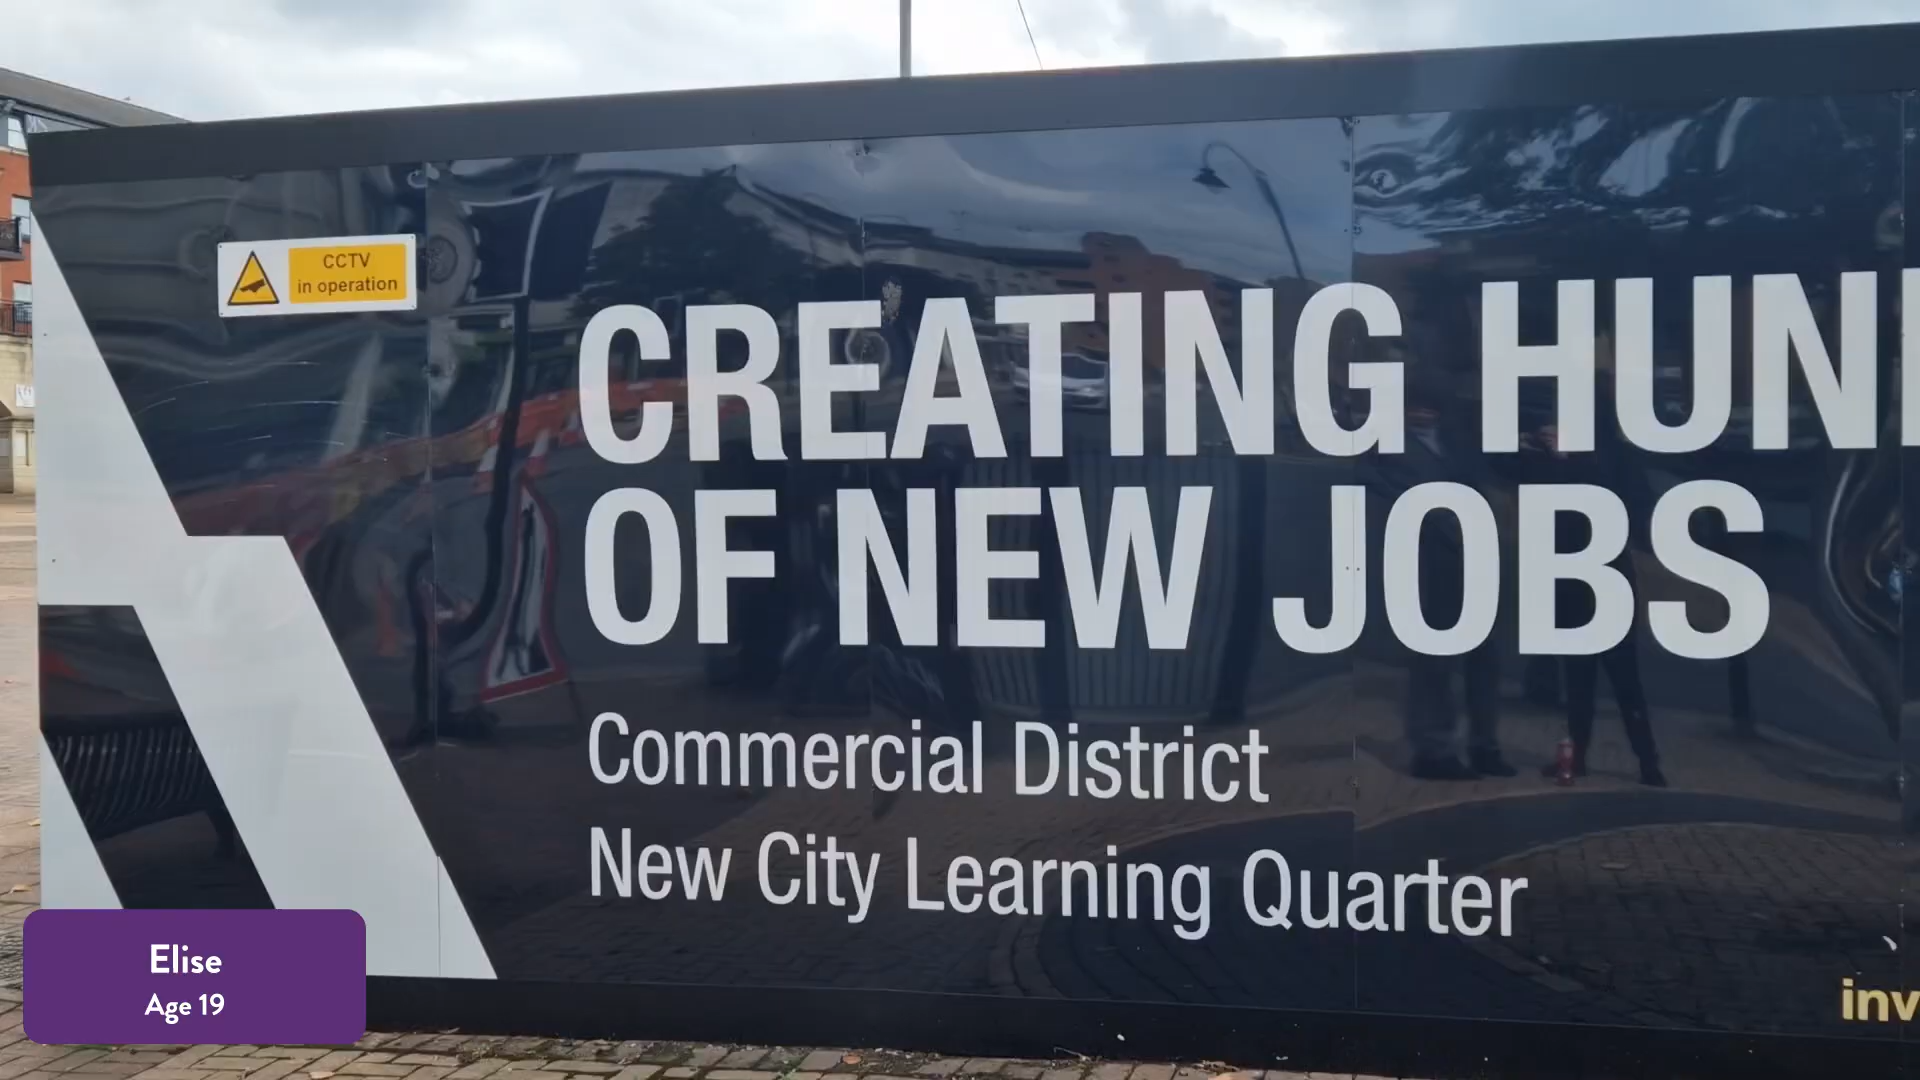 CCTV
in operation
CREATING HUN
OF NEW JOBS
Commercial District
New City Learning Quarter
inv
Elise
Age 19